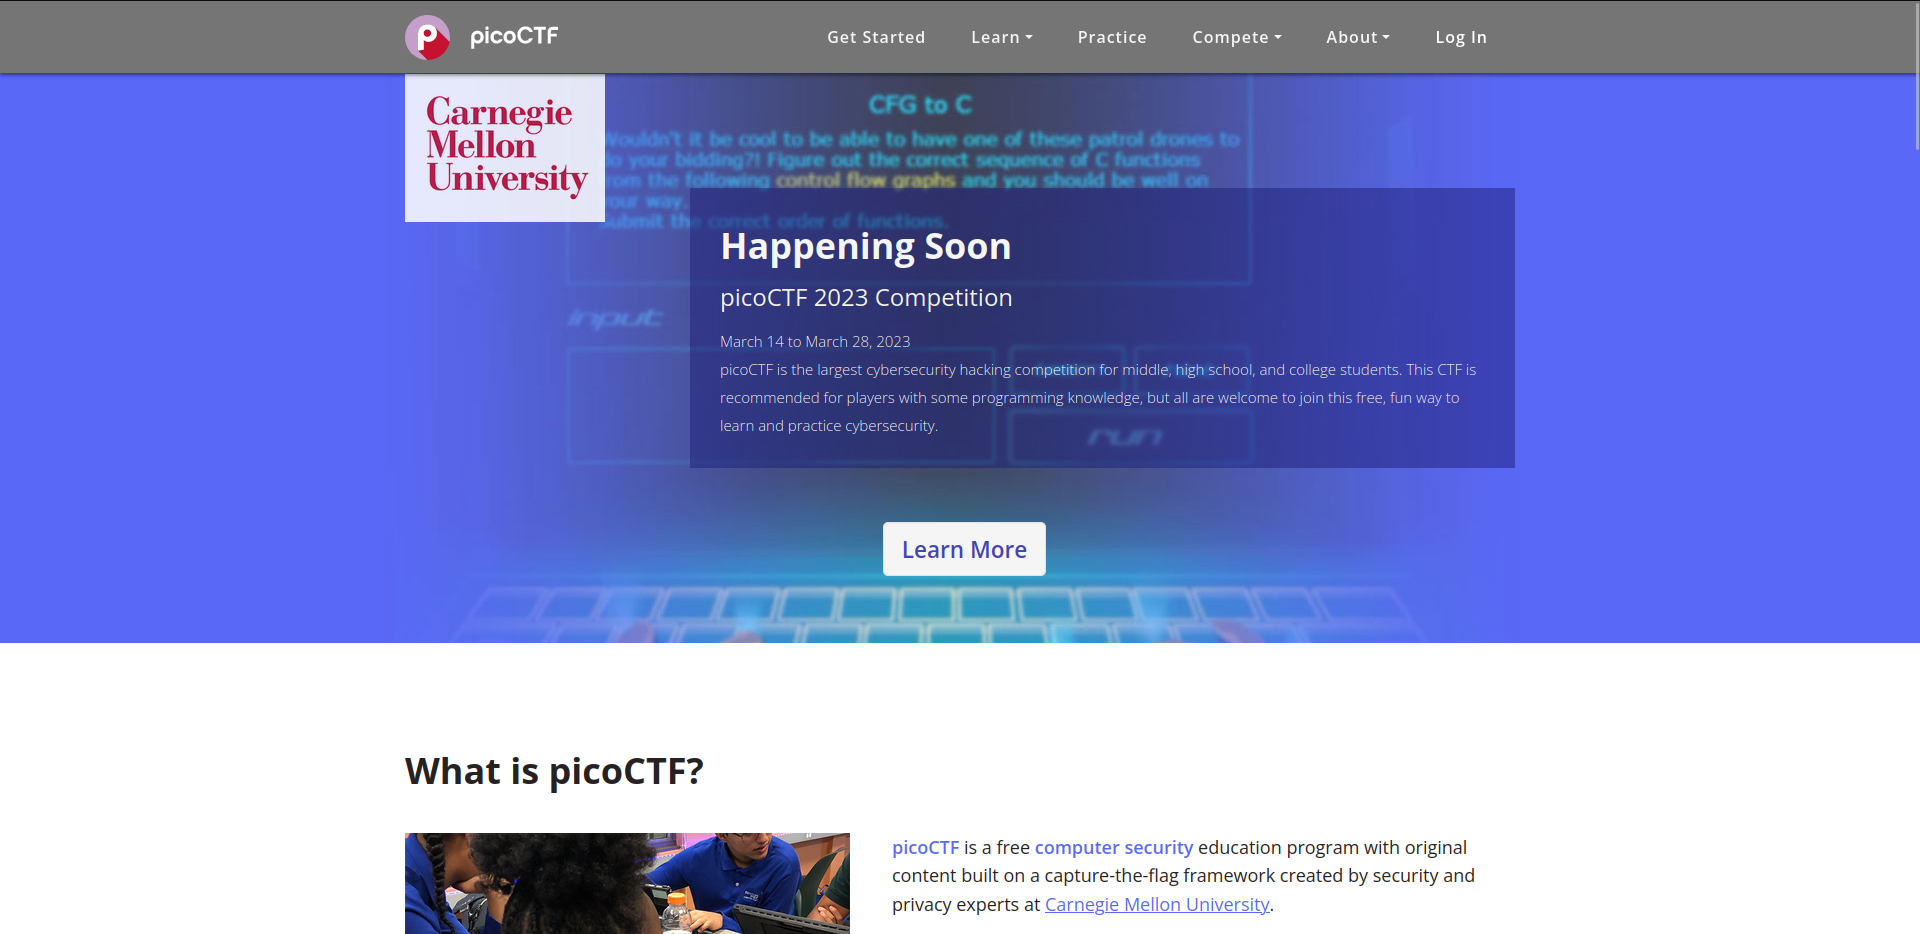 picoCTF
Get Started
Learn
Practice
Compete
About
Log In
Carnegie
Mellon
University
CFG to C
Wouldn't it be cool to be able to have one of these patrol drones to
do your bidding?! Figure out the correct sequence of C functions
from the following control flow graphs and you should be well on
your way.
Submit the correct order of functions.
Happening Soon
picoCTF 2023 Competition
input
March 14 to March 28, 2023
picoCTF is the largest cybersecurity hacking competition for middle, high school, and college students. This CTF is
recommended for players with some programming knowledge, but all are welcome to join this free, fun way to
learn and practice cybersecurity.
run
Learn More
What is picoCTF?
picoCTF is a free computer security education program with original
content built on a capture-the-flag framework created by security and
privacy experts at Carnegie Mellon University.